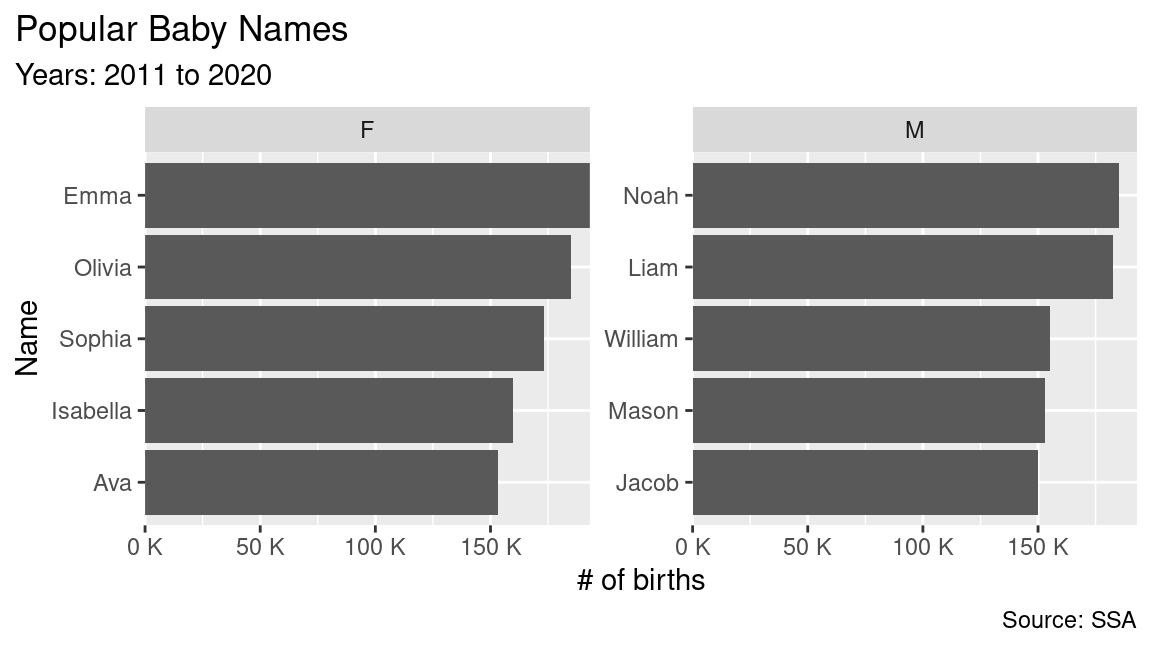 Popular Baby Names
Years: 2011 to 2020
F
M
Name
Emma
Olivia
Sophia
Isabella
Ava
Noah
Liam
William
Mason
Jacob
0 K 50 K 100 K 150 K
0 K 50 K 100 K 150 K
# of births
Source: SSA